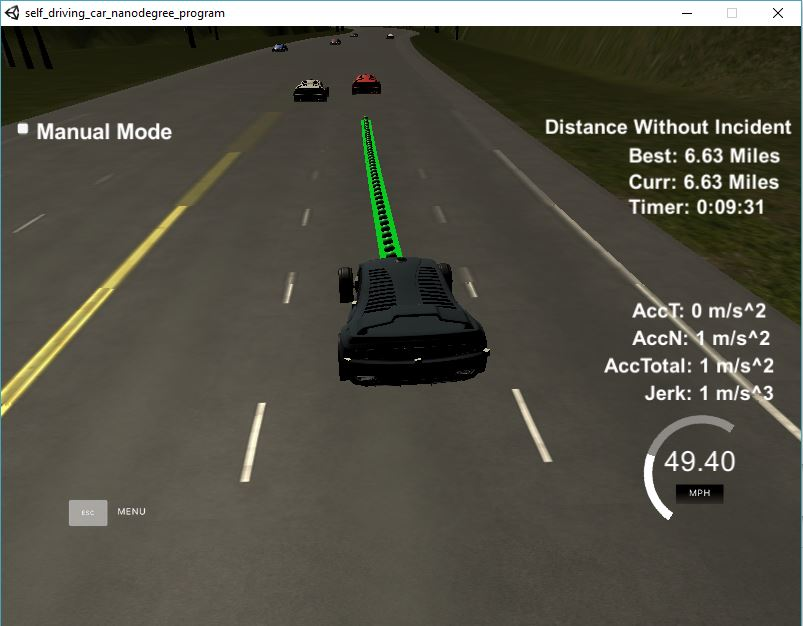 self_driving_car_nanodegree_program
Manual Mode
Distance Without Incident
Best: 6.63 Miles
Curr: 6.63 Miles
Timer: 0:09:31
AccT: 0 m/s^2
AccN: 1 m/s^2
AccTotal: 1 m/s^2
Jerk: 1 m/s^3
49.40
MPH
ESC MENU